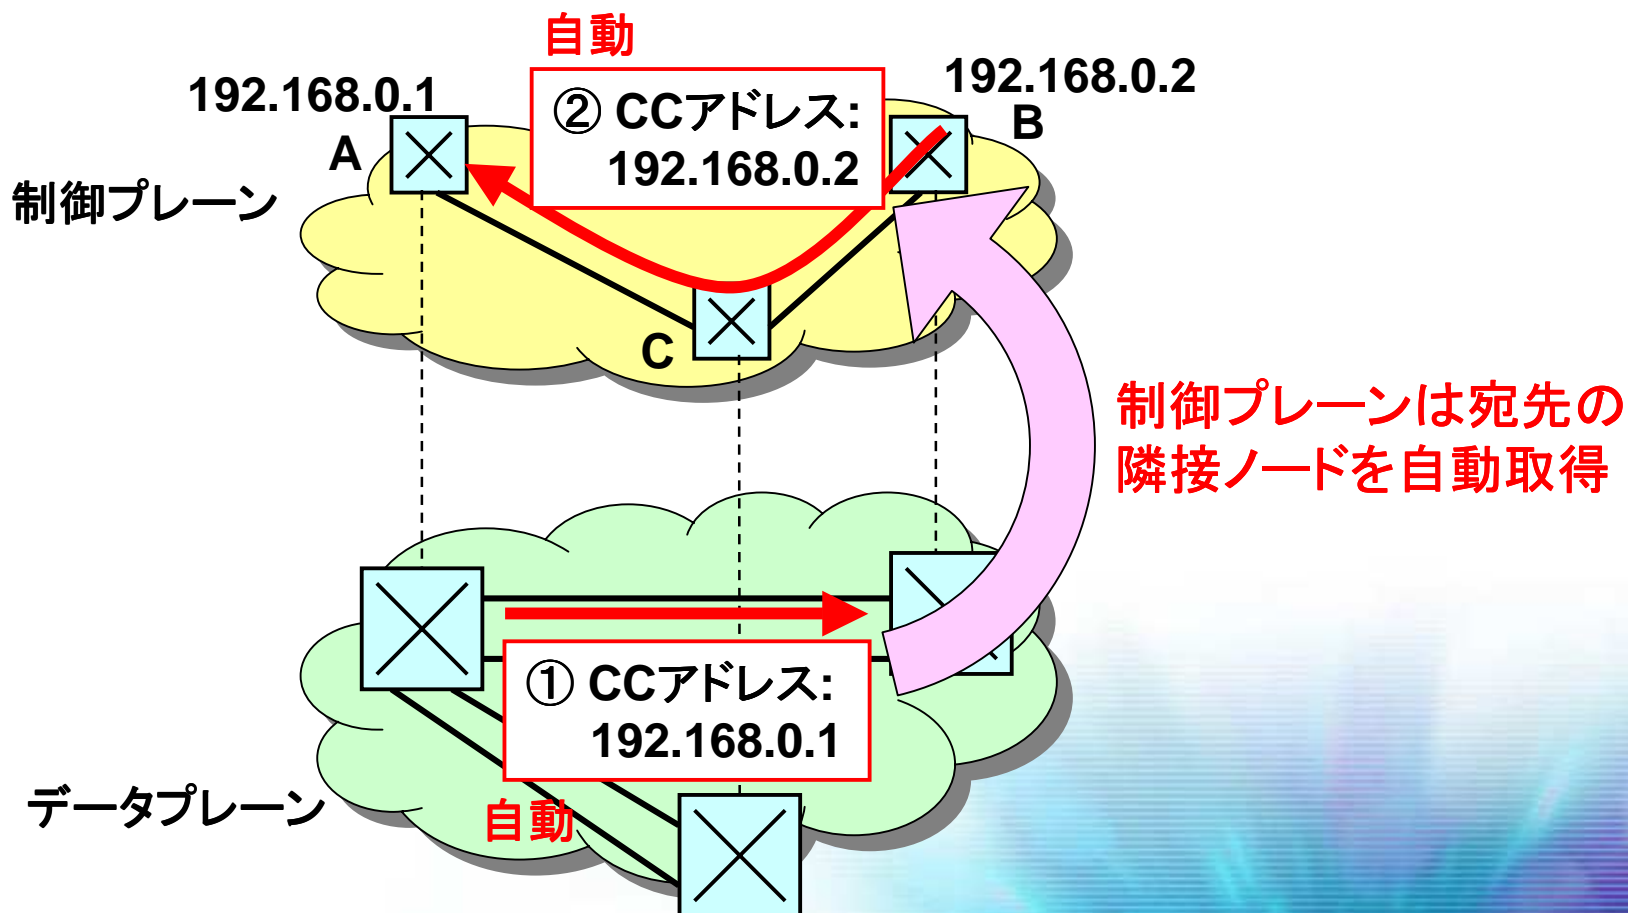 自動
192.168.0.1
192.168.0.2
② CCアドレス:
192.168.0.2
A
B
制御プレーン
C
制御プレーンは宛先の
隣接ノードを自動取得
① CCアドレス:
192.168.0.1
データプレーン
自動